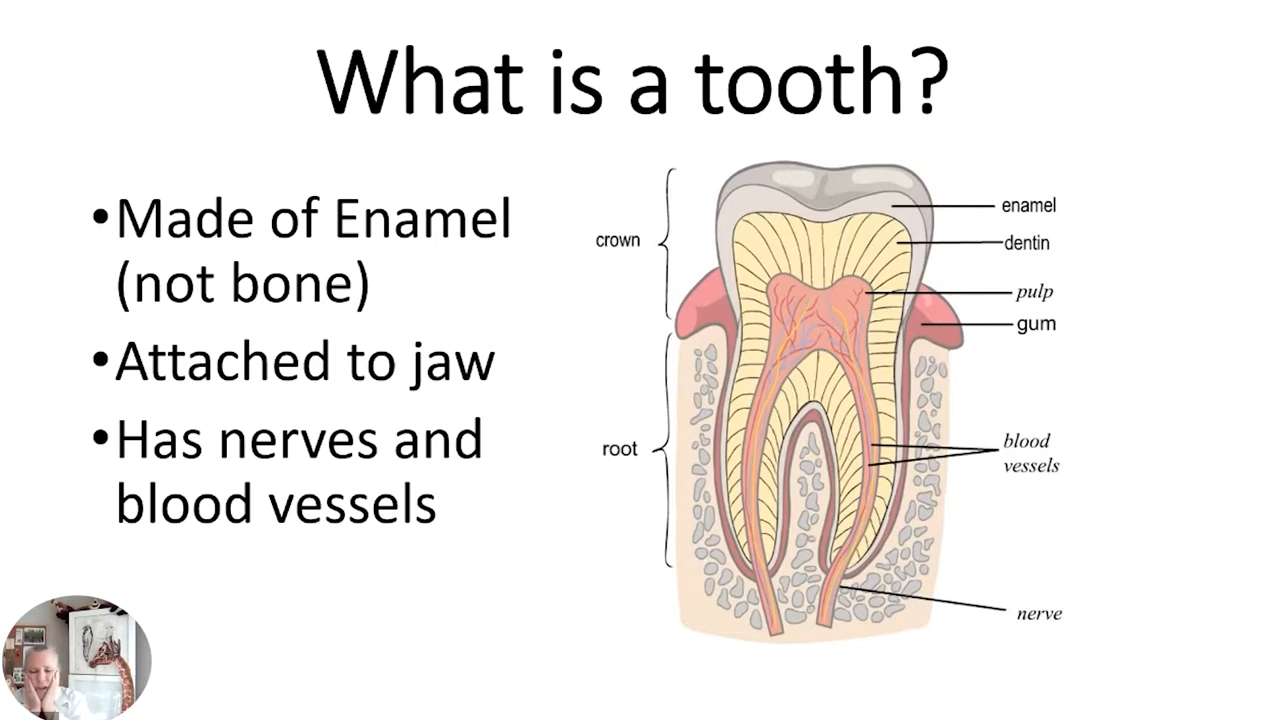 What is a tooth?
•Made of Enamel
(not bone)
•Attached to jaw
•Has nerves and
blood vessels
crown
root
enamel
dentin
pulp
gum
blood
vessels
nerve